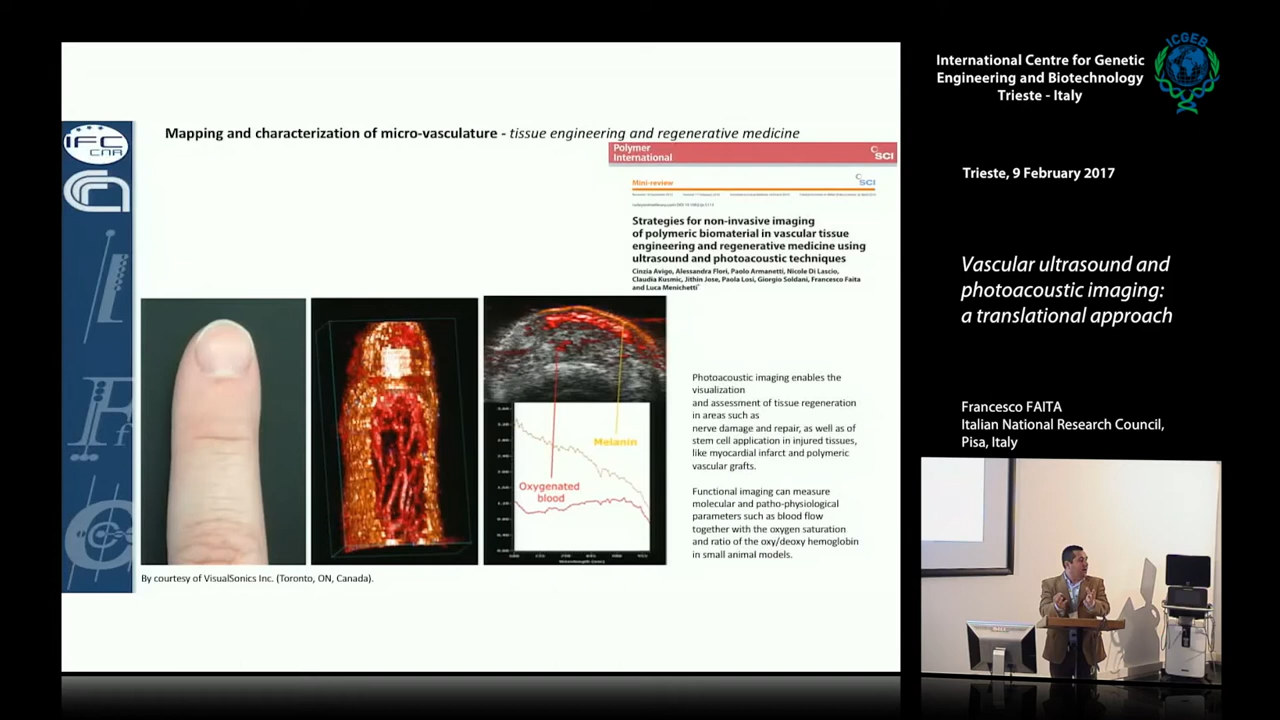 Mapping and characterization of micro-vasculature - tissue engineering and regenerative medicine
IFC
CNR
Polymer
International
SCI
Mini-review
SCI
Strategies for non-invasive imaging
of polymeric biomaterial in vascular tissue
engineering and regenerative medicine using
ultrasound and photoacoustic techniques
Cinzia Avigo, Alessandra Flori, Paolo Armanetti, Nicole Di Lascio,
Claudia Kusmic, Jithin Jose, Paola Losi, Giorgio Soldani, Francesco Faita
and Luca Menichetti*
Melanin
Oxygenated
blood
Wavelength (nm)
Photoacoustic imaging enables the
visualization
and assessment of tissue regeneration
in areas such as
nerve damage and repair, as well as of
stem cell application in injured tissues,
like myocardial infarct and polymeric
vascular grafts.
Functional imaging can measure
molecular and patho-physiological
parameters such as blood flow
together with the oxygen saturation
and ratio of the oxy/deoxy hemoglobin
in small animal models.
By courtesy of VisualSonics Inc. (Toronto, ON, Canada).
International Centre for Genetic
Engineering and Biotechnology
Trieste - Italy
ICGEB
Trieste, 9 February 2017
Vascular ultrasound and
photoacoustic imaging:
a translational approach
Francesco FAITA
Italian National Research Council,
Pisa, Italy